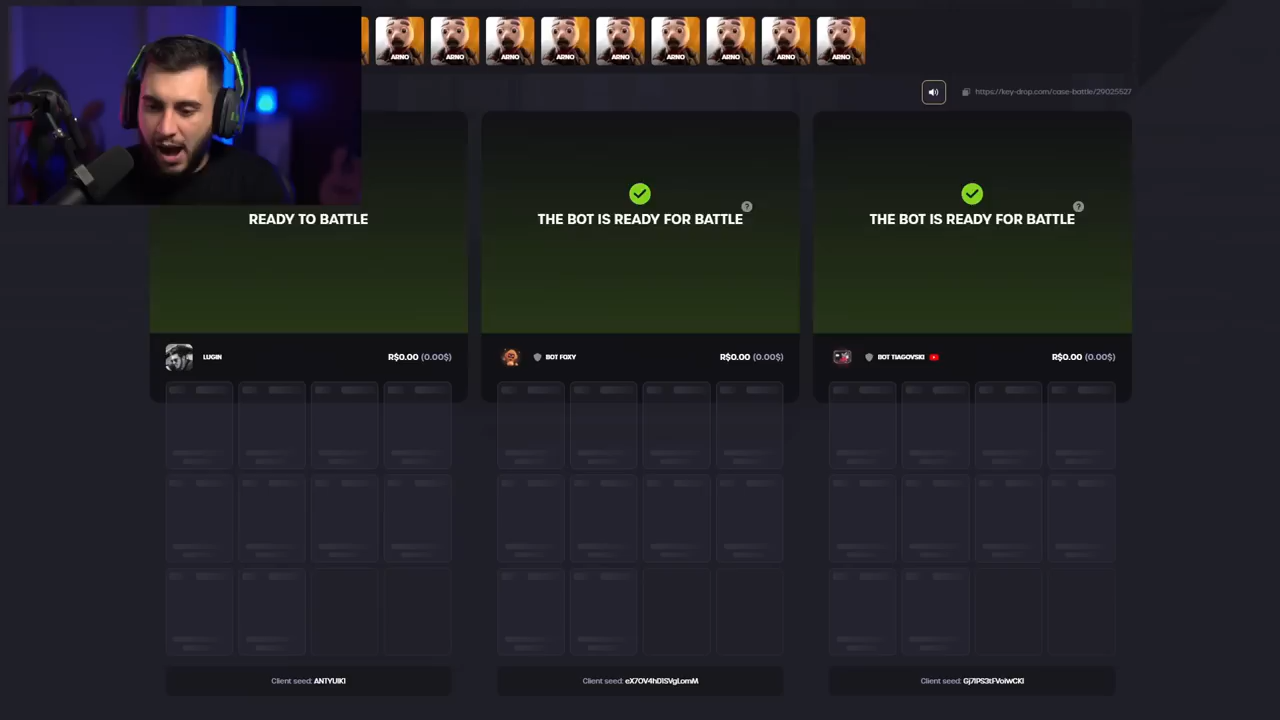 ARNO ARNO ARNO ARNO ARNO ARNO ARNO ARNO ARNO
https://key-drop.com/case-battle/29025527
READY TO BATTLE
THE BOT IS READY FOR BATTLE ?
THE BOT IS READY FOR BATTLE ?
LUGIN R$0.00 (0.00$)
BOT FOXY R$0.00 (0.00$)
BOT TIAGOVSKI R$0.00 (0.00$)
Client seed: ANTYUIKI
Client seed:
Client seed: